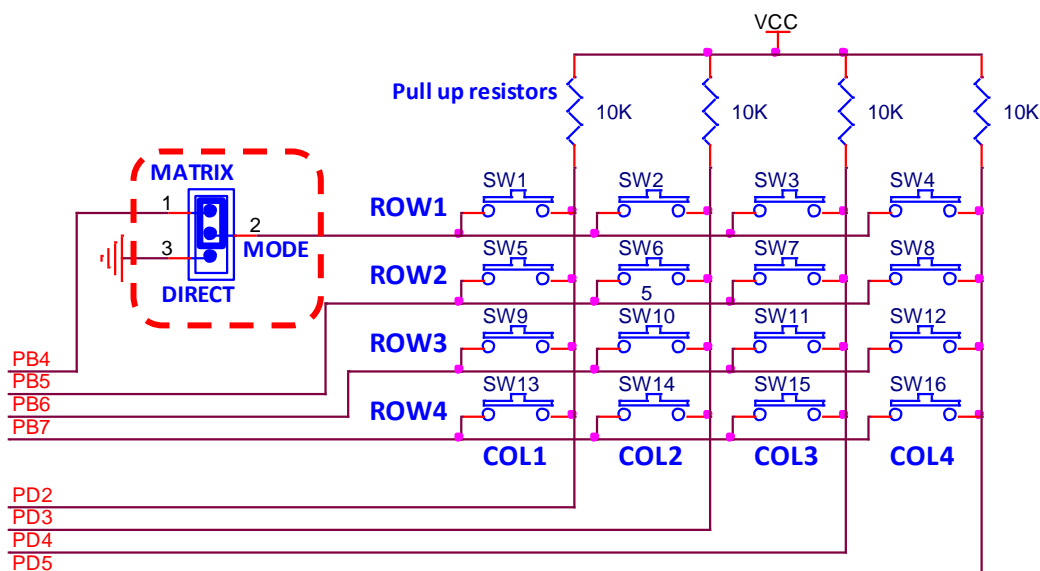 VCC
Pull up resistors
10K 10K 10K 10K
MATRIX
SW1 SW2 SW3 SW4
1
ROW1
2
MODE
3
SW5 SW6 SW7 SW8
ROW2
DIRECT
5
SW9 SW10 SW11 SW12
ROW3
PB4
PB5
SW13 SW14 SW15 SW16
PB6
ROW4
PB7
COL1 COL2 COL3 COL4
PD2
PD3
PD4
PD5